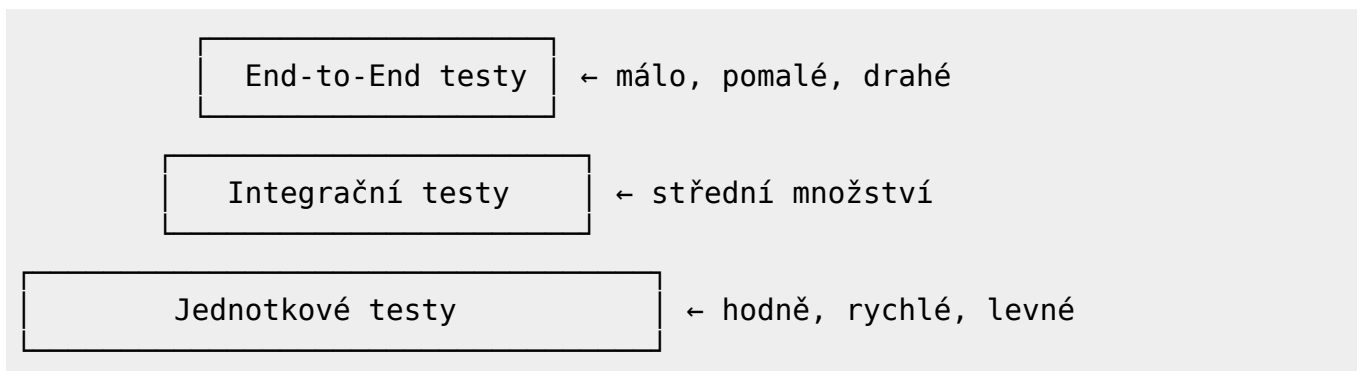 End-to-End testy ← málo, pomalé, drahé
Integrační testy ← střední množství
Jednotkové testy ← hodně, rychlé, levné